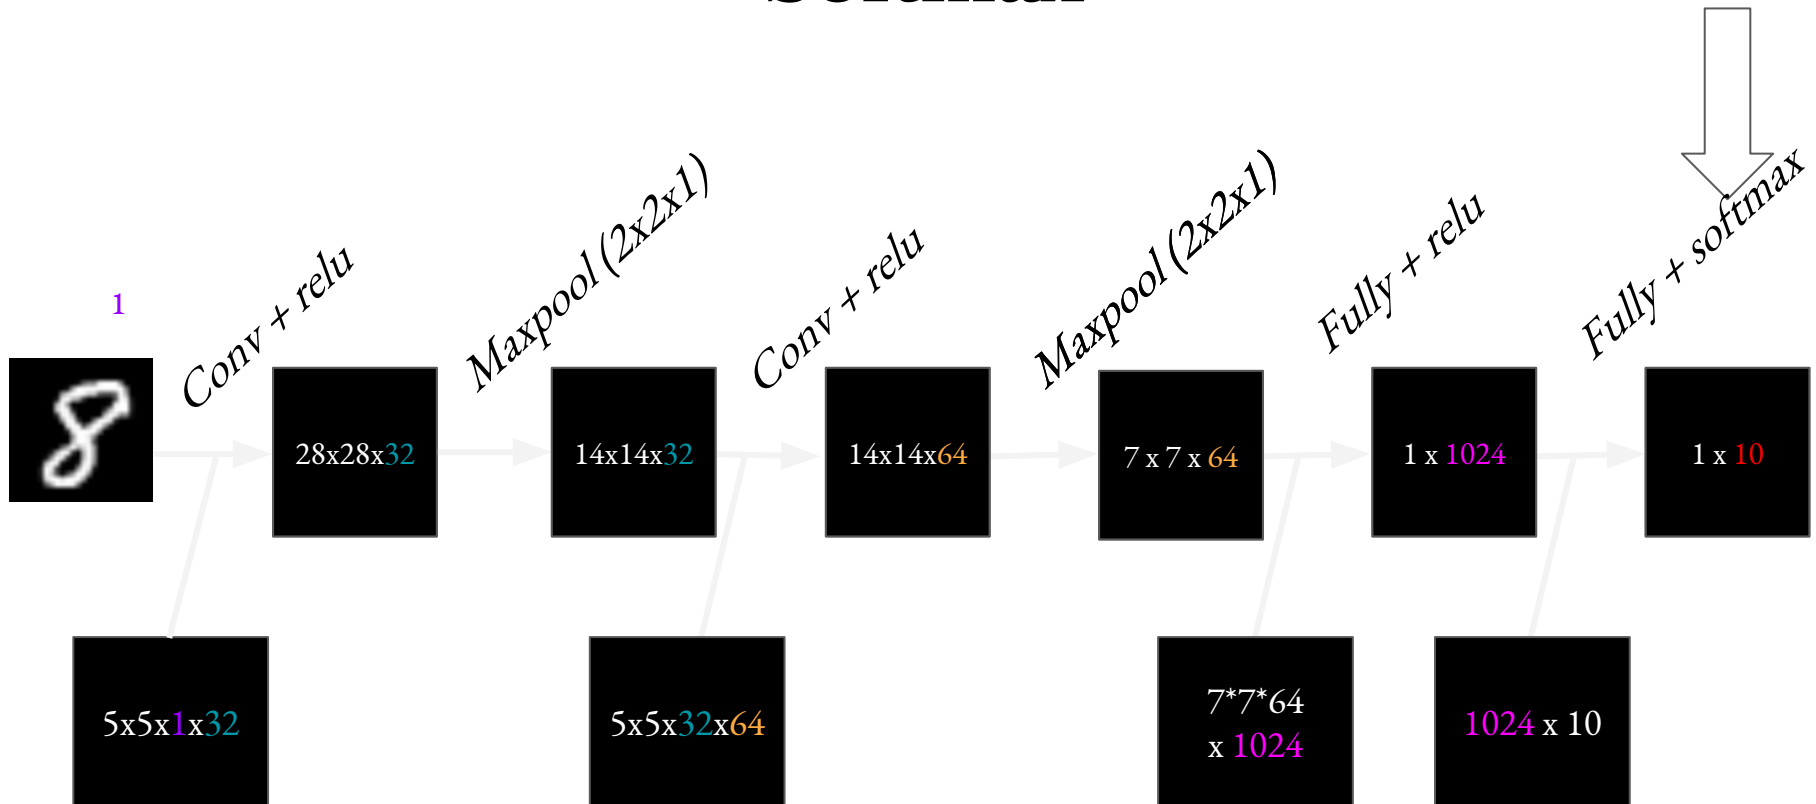 1
Conv + relu
Maxpool (2x2x1)
Conv + relu
Maxpool (2x2x1)
Fully + relu
Fully + softmax
28x28x32
14x14x32
14x14x64
7 x 7 x 64
1 x 1024
1 x 10
5x5x1x32
5x5x32x64
7*7*64
x 1024
1024 x 10